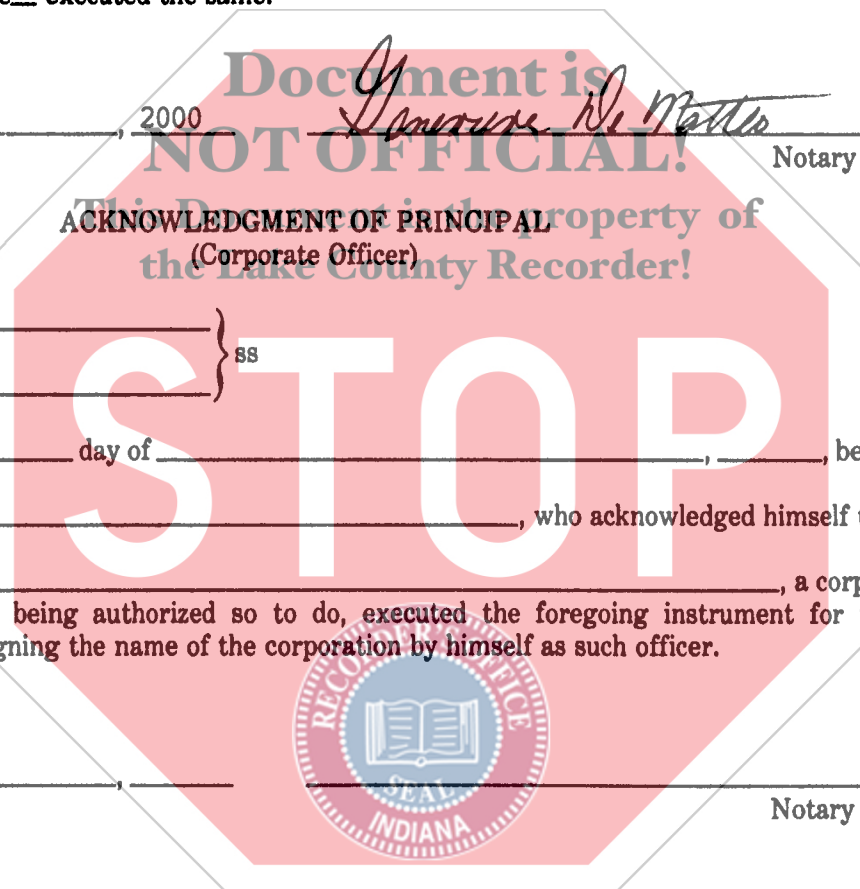 executed the same.
Document is
, 2000 Genevieve De Matteo
NOT OFFICIAL!
Notary
This Document is the property of
ACKNOWLEDGMENT OF PRINCIPAL
(Corporate Officer)
the Lake County Recorder!
ss
STOP
day of , , be
, who acknowledged himself
, a corp
being authorized so to do, executed the foregoing instrument for
gning the name of the corporation by himself as such officer.
RECORDER'S OFFICE
SEAL
INDIANA
,
Notary